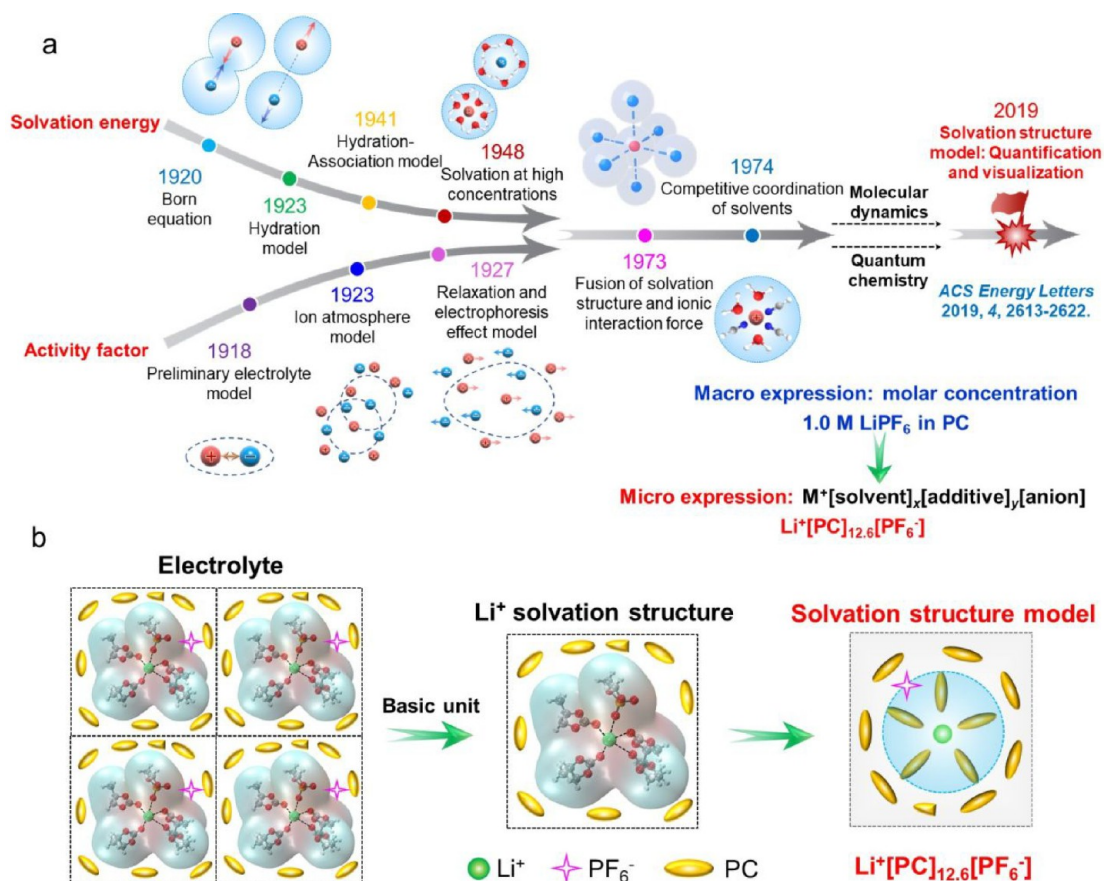 a
Solvation energy
1920
Born
equation
1923
Hydration
model
1941
Hydration-
Association model
1948
Solvation at high
concentrations
Activity factor
1918
Preliminary electrolyte
model
1923
Ion atmosphere
model
1927
Relaxation and
electrophoresis
effect model
1973
Fusion of solvation
structure and ionic
interaction force
1974
Competitive coordination
of solvents
Molecular
dynamics
Quantum
chemistry
2019
Solvation structure
model: Quantification
and visualization
ACS Energy Letters
2019, 4, 2613-2622.
Macro expression: molar concentration
1.0 M LiPF₆ in PC
Micro expression: M⁺[solvent]ₓ[additive]ᵧ[anion]
Li⁺[PC]₁₂.₆[PF₆⁻]
b
Electrolyte
Basic unit
Li⁺ solvation structure
Solvation structure model
Li⁺
PF₆⁻
PC
Li⁺[PC]₁₂.₆[PF₆⁻]